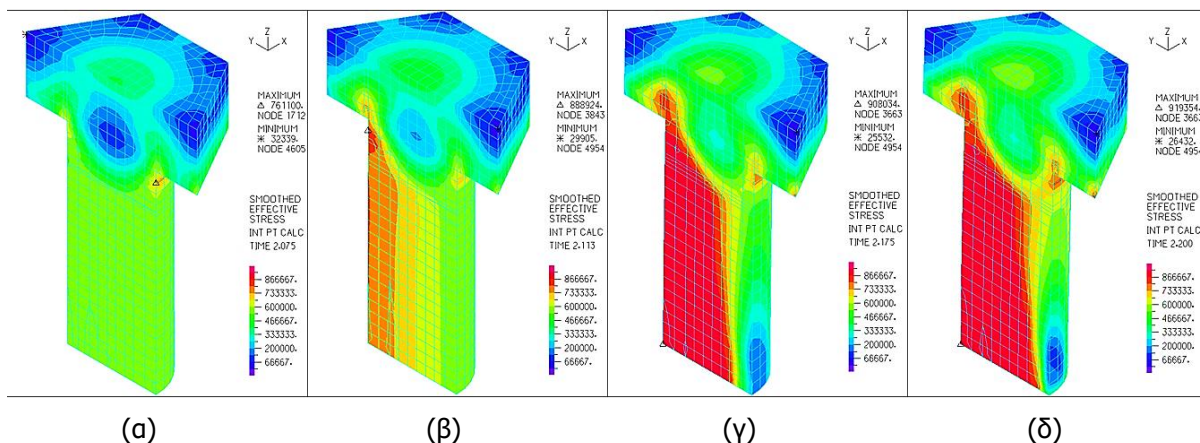 Z
Y X
MAXIMUM
△ 761100.
NODE 1712
MINIMUM
✳ 32339.
NODE 4605
SMOOTHED
EFFECTIVE
STRESS
INT PT CALC
TIME 2.075
866667.
733333.
600000.
466667.
333333.
200000.
66667.
Z
Y X
MAXIMUM
△ 888924.
NODE 3843
MINIMUM
✳ 29905.
NODE 4954
SMOOTHED
EFFECTIVE
STRESS
INT PT CALC
TIME 2.113
866667.
733333.
600000.
466667.
333333.
200000.
66667.
Z
Y X
MAXIMUM
△ 908034.
NODE 3663
MINIMUM
✳ 25532.
NODE 4954
SMOOTHED
EFFECTIVE
STRESS
INT PT CALC
TIME 2.175
866667.
733333.
600000.
466667.
333333.
200000.
66667.
Z
Y X
MAXIMUM
△ 919354.
NODE 3663
MINIMUM
✳ 26432.
NODE 4954
SMOOTHED
EFFECTIVE
STRESS
INT PT CALC
TIME 2.200
866667.
733333.
600000.
466667.
333333.
200000.
66667.
(α) (β) (γ) (δ)